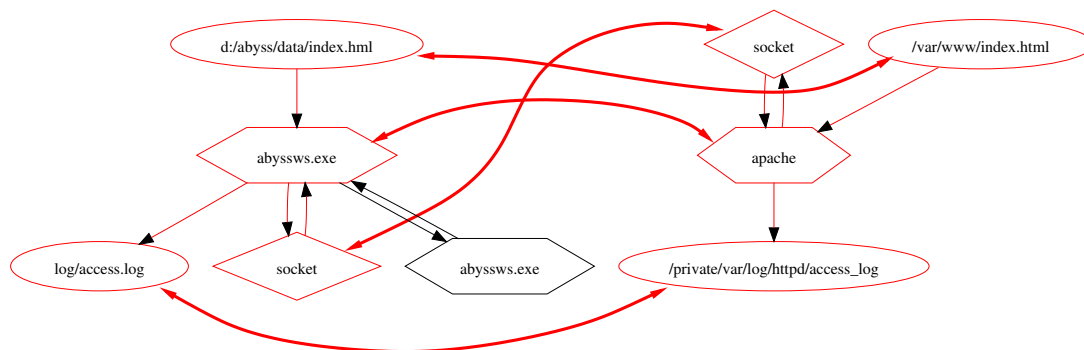 d:/abyss/data/index.hml
socket
/var/www/index.html
abyssws.exe
apache
log/access.log
socket
abyssws.exe
/private/var/log/httpd/access_log